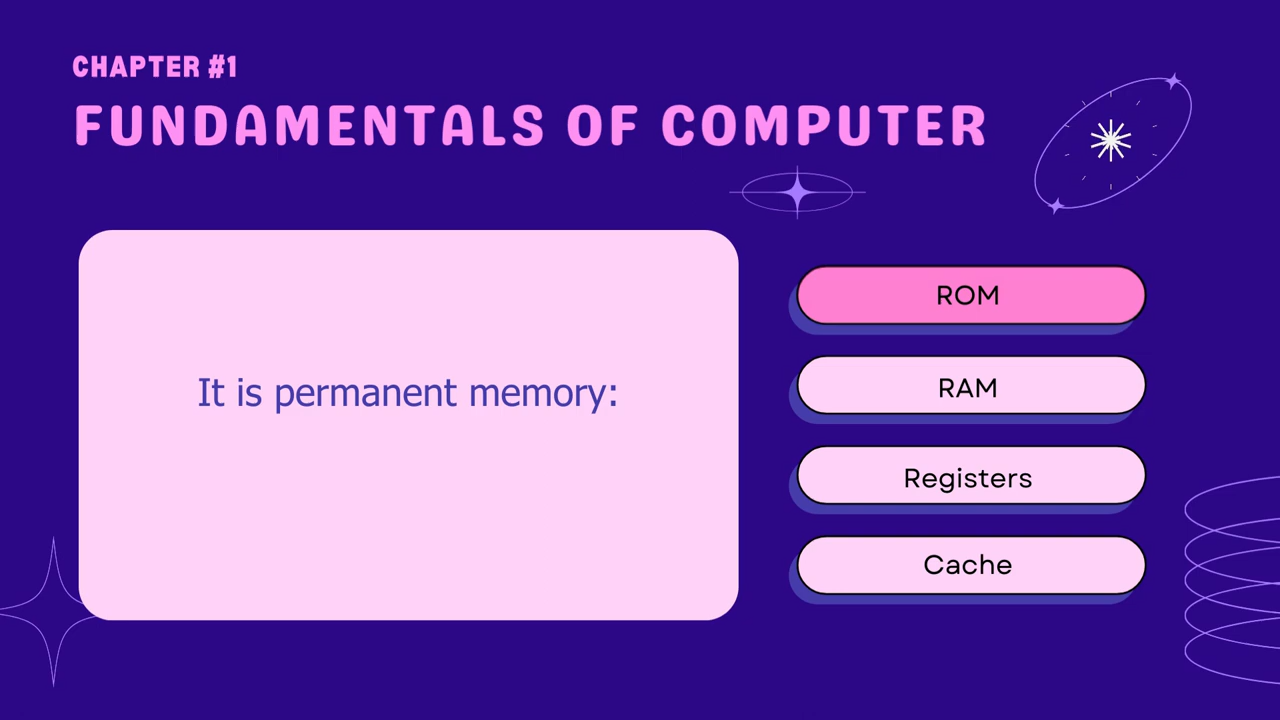 CHAPTER #1
FUNDAMENTALS OF COMPUTER
It is permanent memory:
ROM
RAM
Registers
Cache